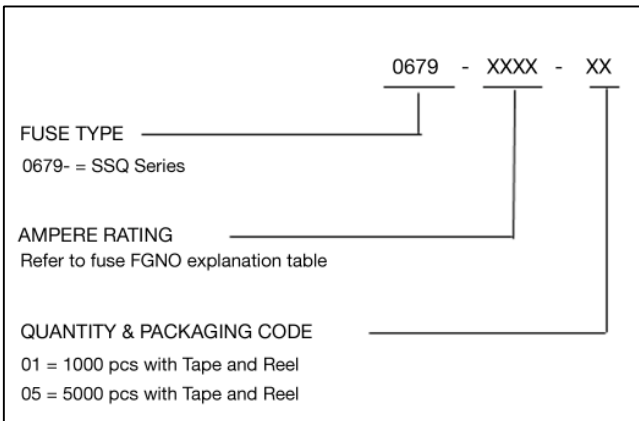 0679 - XXXX - XX
FUSE TYPE
0679- = SSQ Series
AMPERE RATING
Refer to fuse FGNO explanation table
QUANTITY & PACKAGING CODE
01 = 1000 pcs with Tape and Reel
05 = 5000 pcs with Tape and Reel